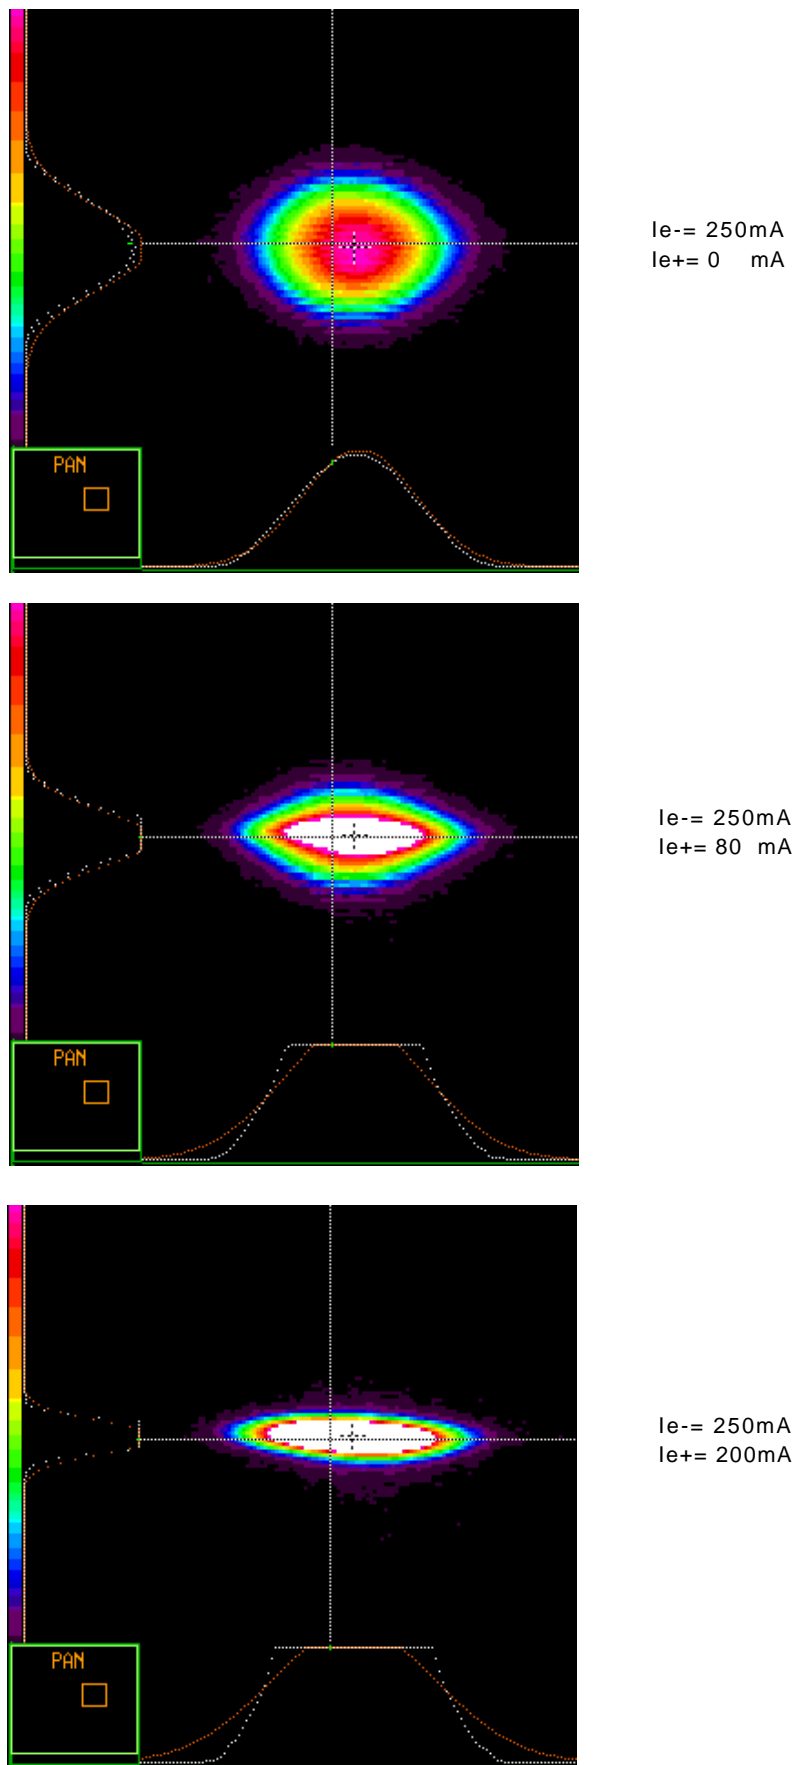 Ie-= 250mA
Ie+= 0 mA
PAN
Ie-= 250mA
Ie+= 80 mA
PAN
Ie-= 250mA
Ie+= 200mA
PAN